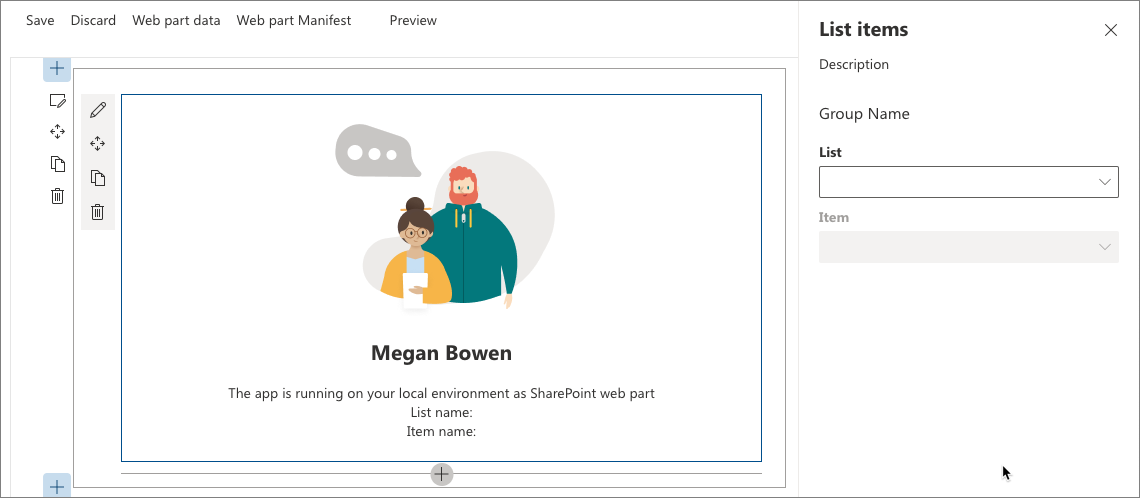 Save Discard Web part data Web part Manifest Preview
Megan Bowen
The app is running on your local environment as SharePoint web part
List name:
Item name:
List items
Description
Group Name
List
Item